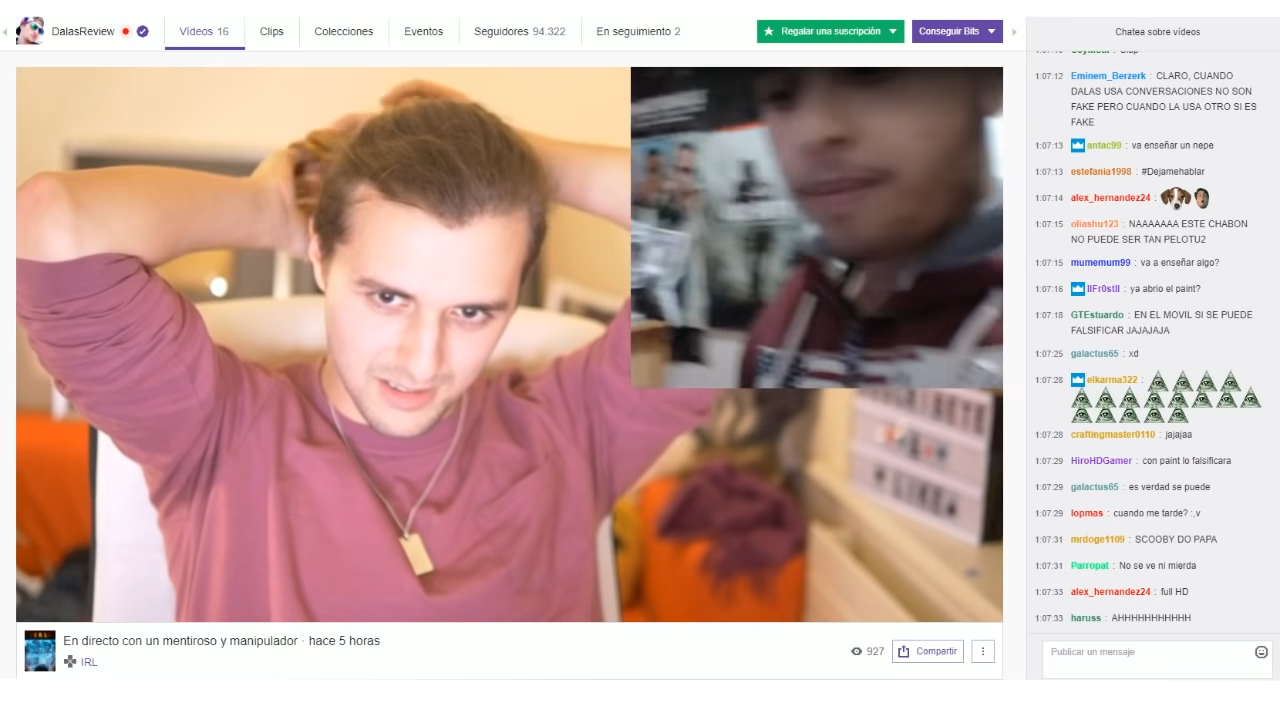 DalasReview
Vídeos 16
Clips
Colecciones
Eventos
Seguidores 94.322
En seguimiento 2
Regalar una suscripción
Conseguir Bits
Chatea sobre vídeos
1:07:12 Eminem_Berzerk : CLARO, CUANDO
DALAS USA CONVERSACIONES NO SON
FAKE PERO CUANDO LA USA OTRO SI ES
FAKE
1:07:13 antac99 : va enseñar un nepe
1:07:13 estefania1998 : #Dejamehablar
1:07:14 alex_hernandez24 :
1:07:15 oliashu123 : NAAAAAAA ESTE CHABON
NO PUEDE SER TAN PELOTU2
1:07:15 mumemum99 : va a enseñar algo?
1:07:16 IIFr0stII : ya abrio el paint?
1:07:18 GTEstuardo : EN EL MOVIL SI SE PUEDE
FALSIFICAR JAJAJAJA
1:07:25 galactus65 : xd
1:07:28 elkarma322 :
1:07:28 craftingmaster0110 : jajajaa
1:07:29 HiroHDGamer : con paint lo falsificara
1:07:29 galactus65 : es verdad se puede
1:07:29 lopmas : cuando me tarde? :,v
1:07:31 mrdoge1109 : SCOOBY DO PAPA
1:07:31 Parropat : No se ve ni mierda
1:07:33 alex_hernandez24 : full HD
1:07:33 haruss : AHHHHHHHHHHH
Publicar un mensaje
IRL
En directo con un mentiroso y manipulador · hace 5 horas
IRL
927
Compartir